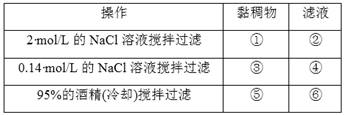 操作 黏稠物 滤液
2·mol/L 的 NaCl 溶液搅拌过滤 ① ②
0.14·mol/L 的 NaCl 溶液搅拌过滤 ③ ④
95%的酒精(冷却)搅拌过滤 ⑤ ⑥